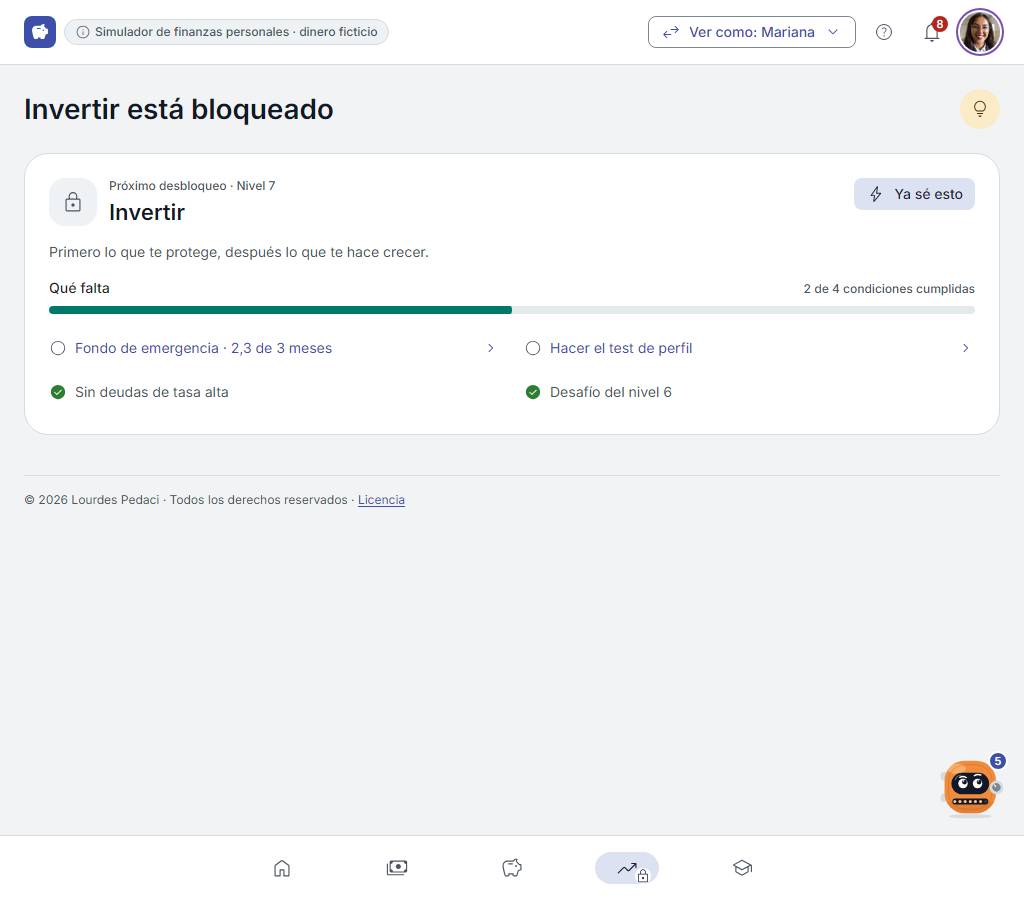 Simulador de finanzas personales · dinero ficticio
Ver como: Mariana
8
Invertir está bloqueado
Próximo desbloqueo · Nivel 7
Invertir
Ya sé esto
Primero lo que te protege, después lo que te hace crecer.
Qué falta
2 de 4 condiciones cumplidas
Fondo de emergencia · 2,3 de 3 meses
Hacer el test de perfil
Sin deudas de tasa alta
Desafío del nivel 6
© 2026 Lourdes Pedaci · Todos los derechos reservados · Licencia
5